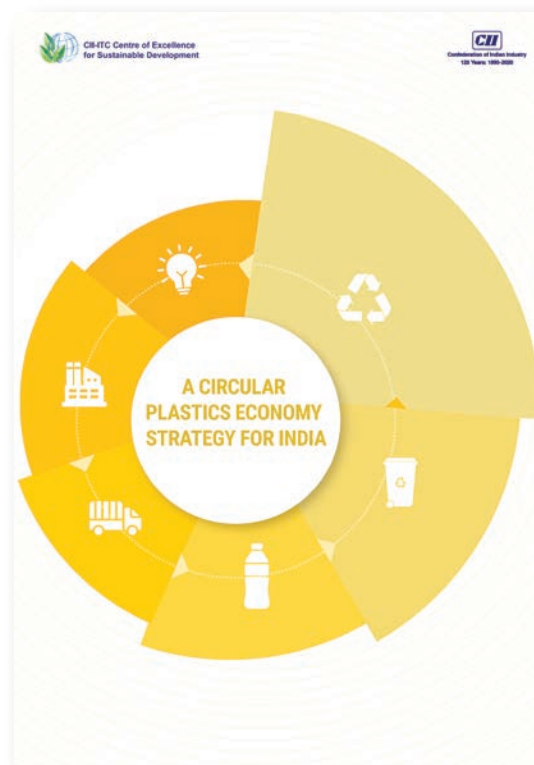 CII-ITC Centre of Excellence
for Sustainable Development
CII
Confederation of Indian Industry
125 Years: 1895-2020
A CIRCULAR
PLASTICS ECONOMY
STRATEGY FOR INDIA